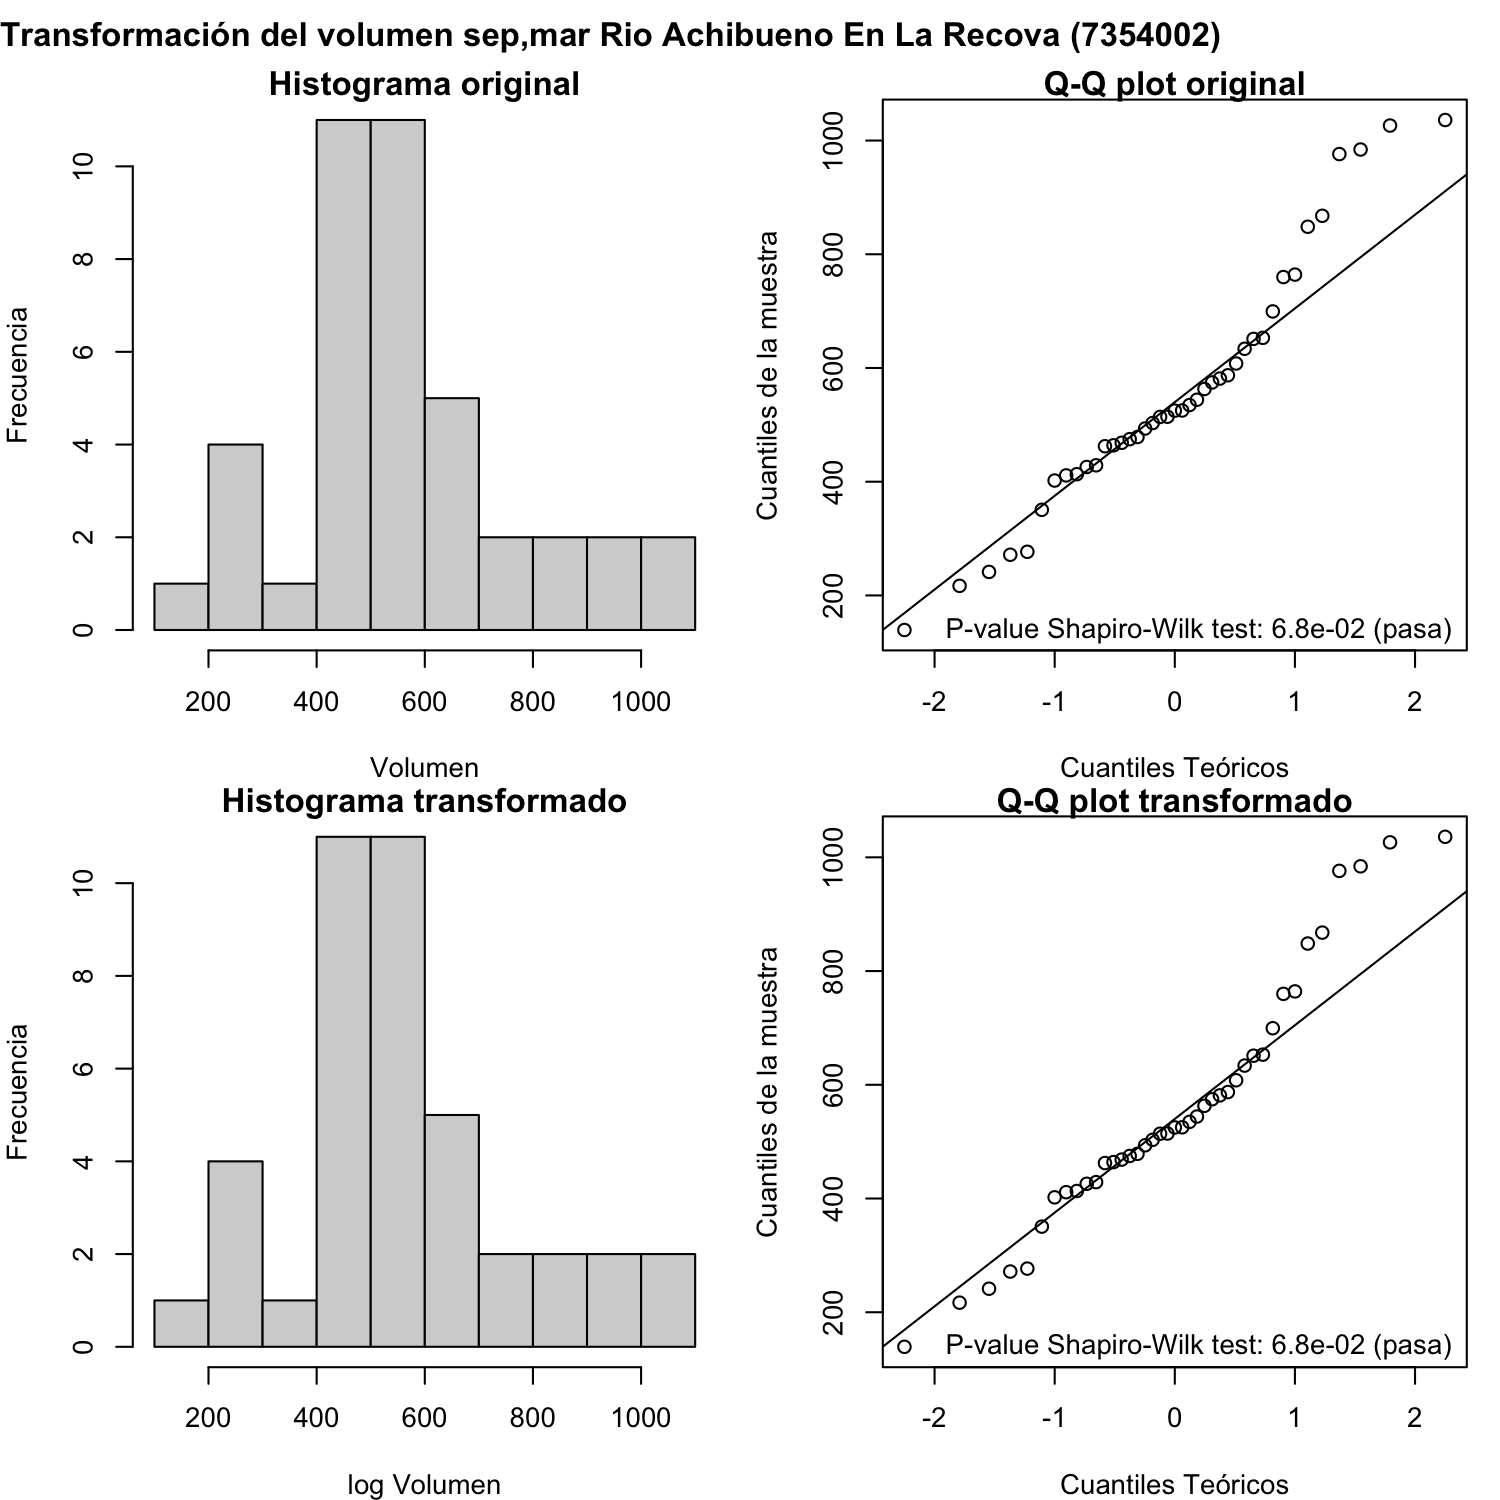 Transformación del volumen sep,mar Rio Achibueno En La Recova (7354002)
Histograma original
Frecuencia
10
8
6
4
2
0
200 400 600 800 1000
Volumen
Q-Q plot original
Cuantiles de la muestra
1000
800
600
400
200
P-value Shapiro-Wilk test: 6.8e-02 (pasa)
-2 -1 0 1 2
Cuantiles Teóricos
Histograma transformado
Frecuencia
10
8
6
4
2
0
200 400 600 800 1000
log Volumen
Q-Q plot transformado
Cuantiles de la muestra
1000
800
600
400
200
P-value Shapiro-Wilk test: 6.8e-02 (pasa)
-2 -1 0 1 2
Cuantiles Teóricos